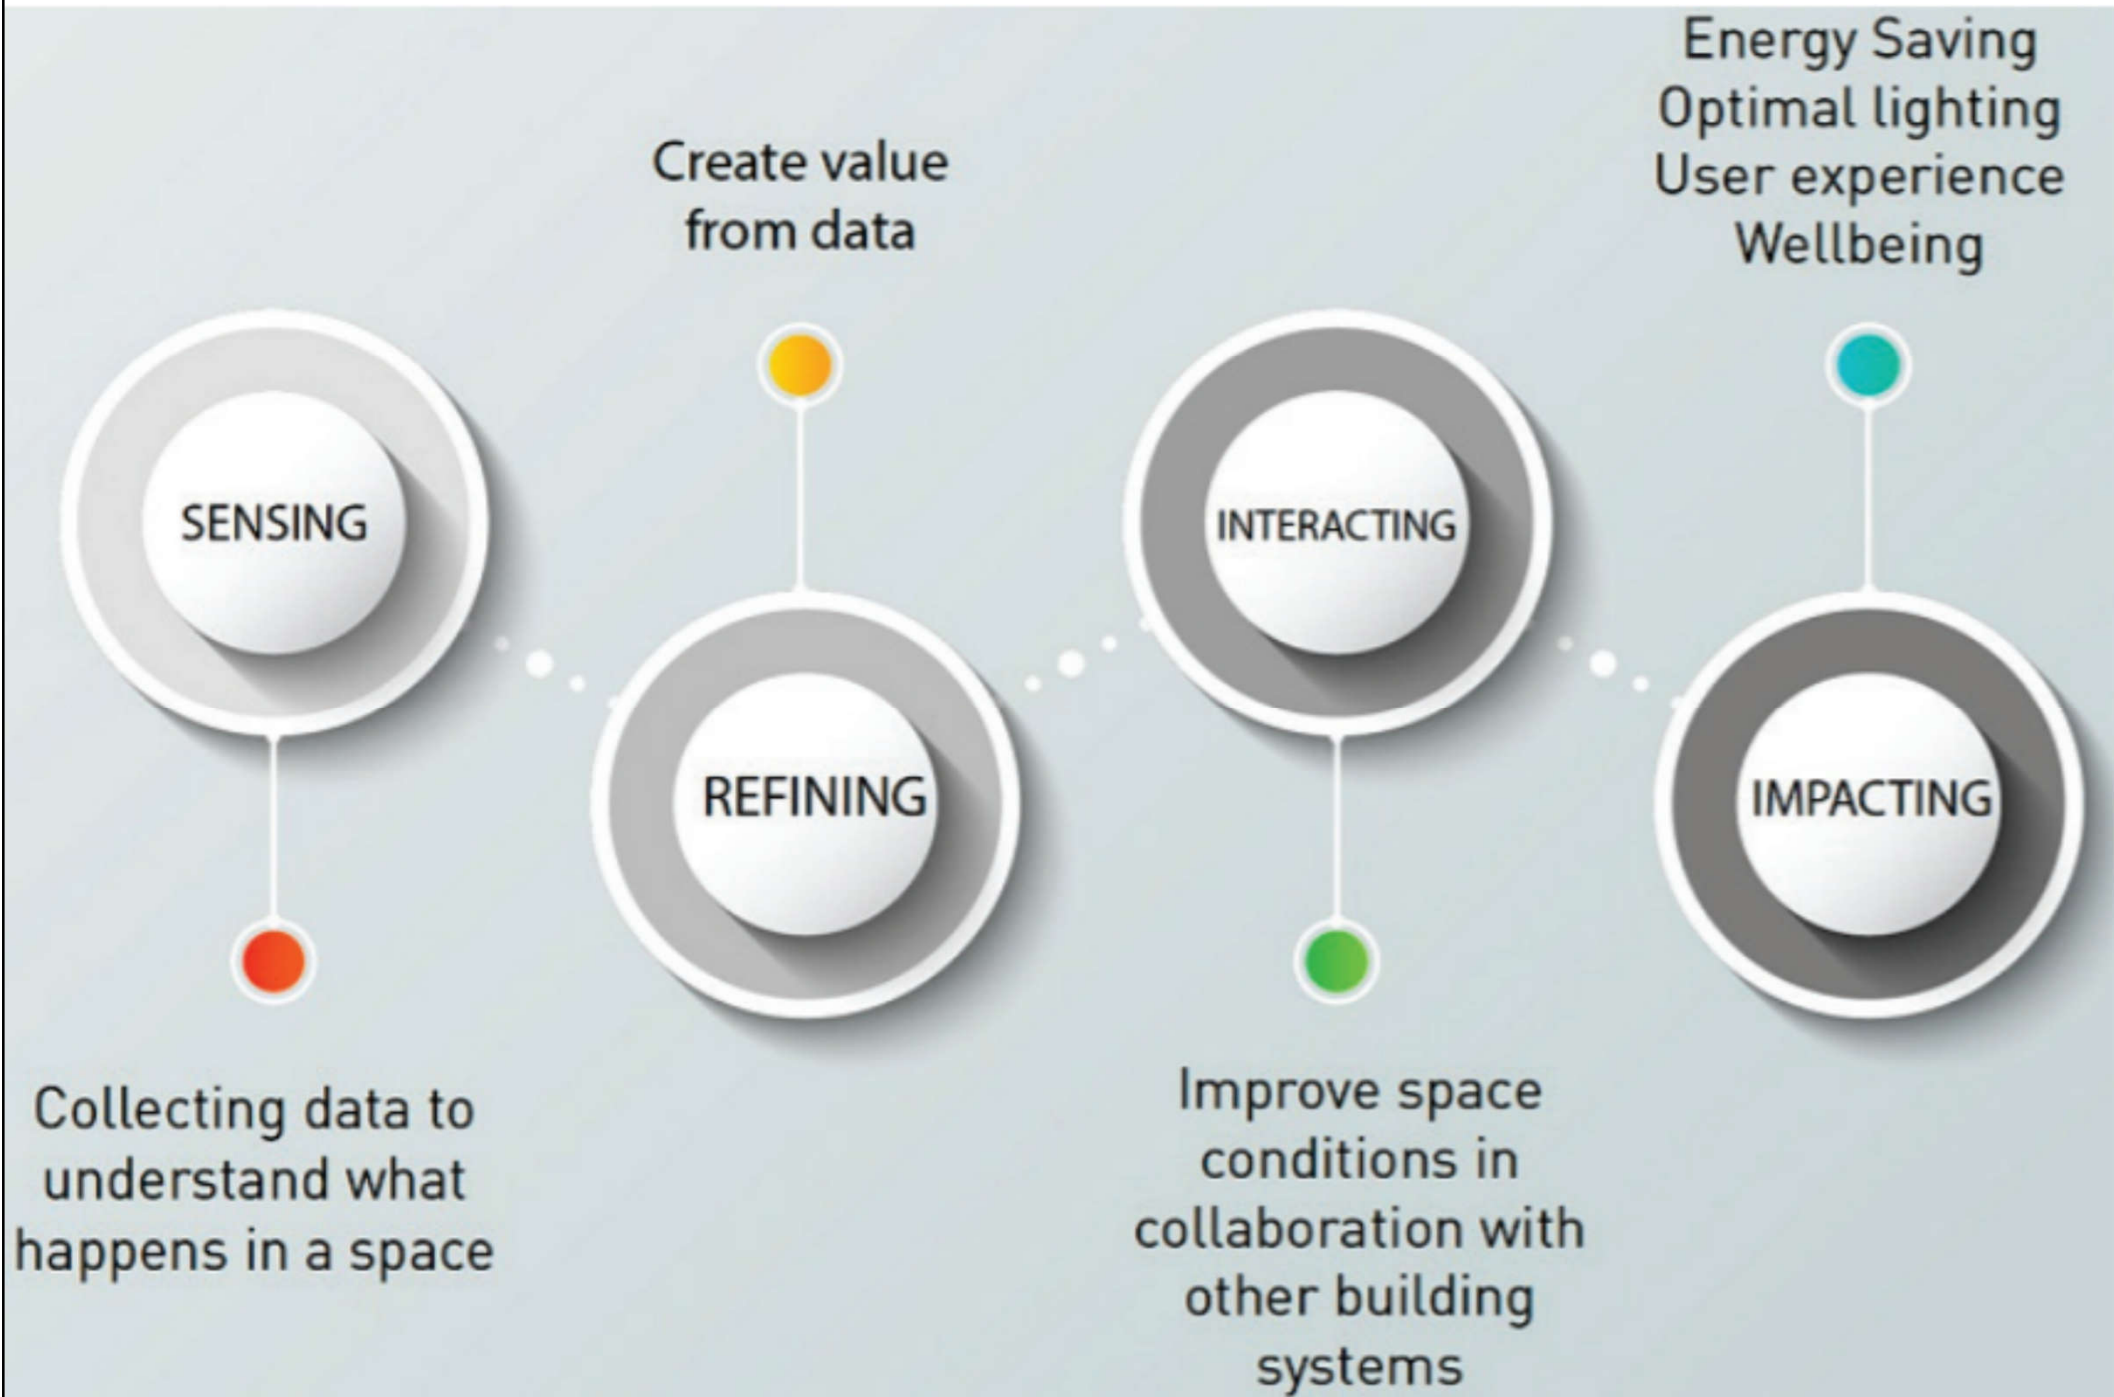 SENSING
Collecting data to
understand what
happens in a space
Create value
from data
REFINING
INTERACTING
Improve space
conditions in
collaboration with
other building
systems
Energy Saving
Optimal lighting
User experience
Wellbeing
IMPACTING